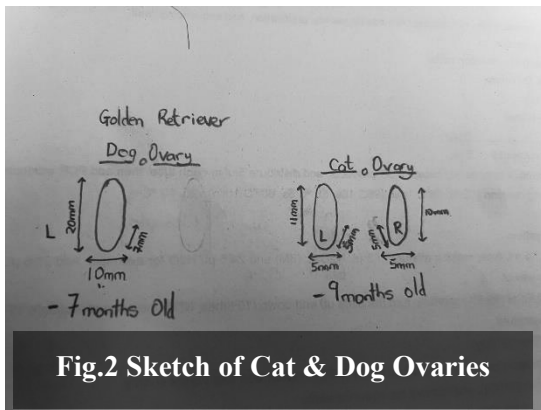 Golden Retriever
Dog Ovary
L
20mm
7mm
10mm
- 7 months Old
Cat Ovary
11mm
L
5mm
5mm
R
10mm
5mm
5mm
- 9 months old
Fig.2 Sketch of Cat & Dog Ovaries